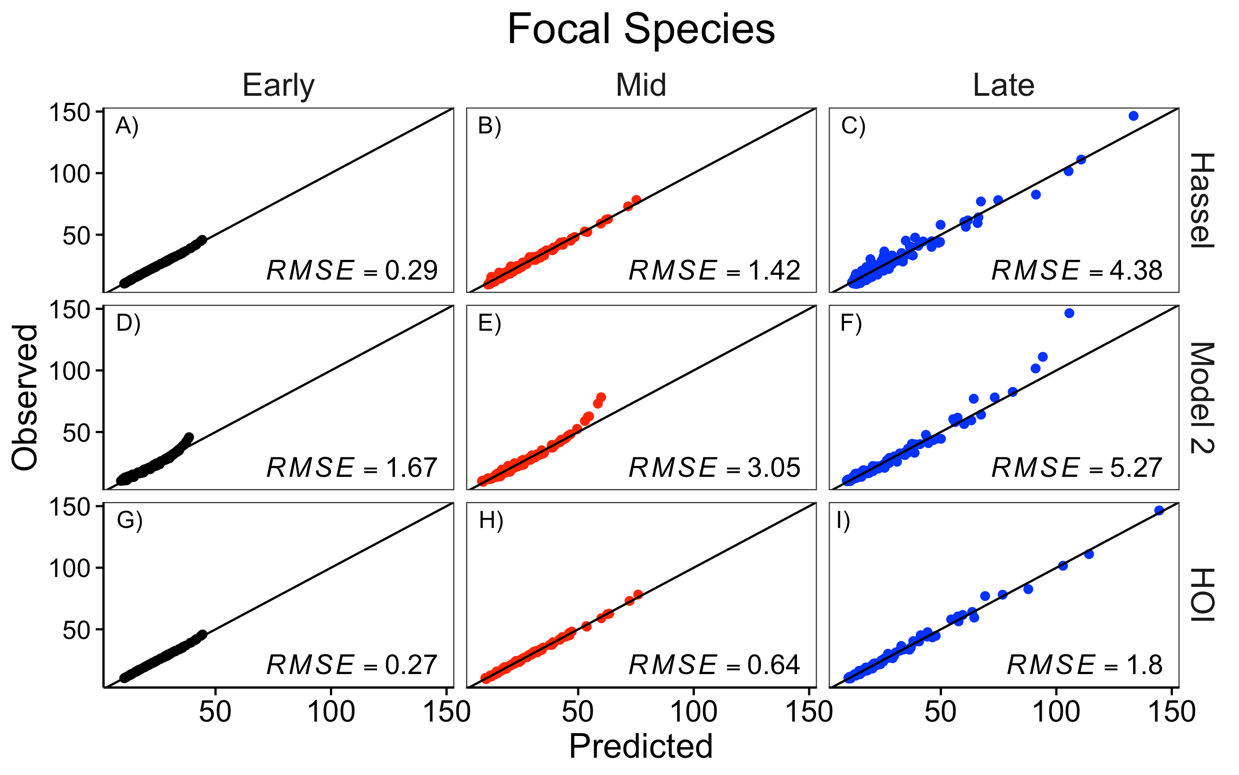 Focal Species
Early
Mid
Late
Observed
150
100
50
A)
RMSE = 0.29
B)
RMSE = 1.42
C)
RMSE = 4.38
Hassel
150
100
50
D)
RMSE = 1.67
E)
RMSE = 3.05
F)
RMSE = 5.27
Model 2
150
100
50
G)
RMSE = 0.27
H)
RMSE = 0.64
I)
RMSE = 1.8
HOI
50
100
150
50
100
150
50
100
150
Predicted